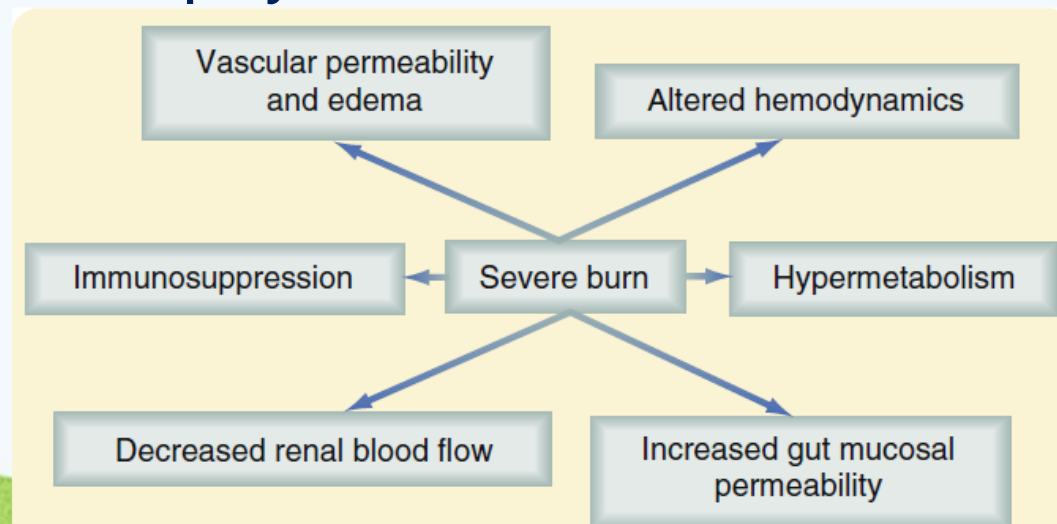 Vascular permeability
and edema
Altered hemodynamics
Immunosuppression
Severe burn
Hypermetabolism
Decreased renal blood flow
Increased gut mucosal
permeability